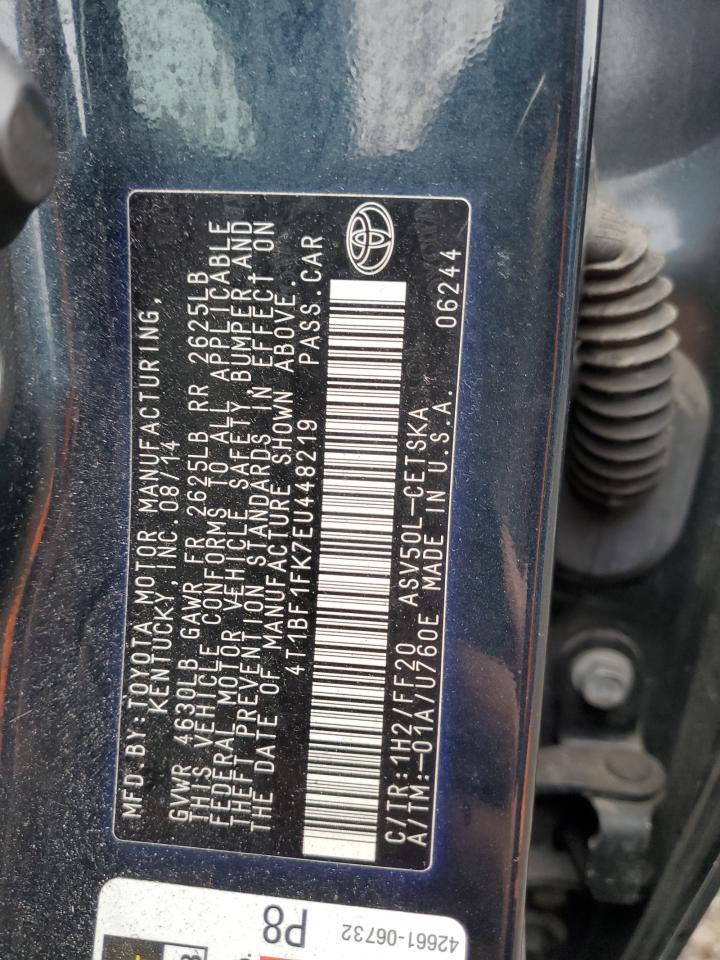 MFD.BY:TOYOTA MOTOR MANUFACTURING,
KENTUCKY, INC. 08/14
GVWR 4630LB GAWR FR 2625LB RR 2625LB
THIS VEHICLE CONFORMS TO ALL APPLICABLE
FEDERAL MOTOR VEHICLE SAFETY, BUMPER, AND
THEFT PREVENTION STANDARDS IN EFFECT ON
THE DATE OF MANUFACTURE SHOWN ABOVE.
4T1BF1FK7EU448219 PASS.CAR
C/TR:1H2/FF20 ASV50L-CETSKA
A/TM:-01A/U760E MADE IN U.S.A. 06244
P8
42661-06732